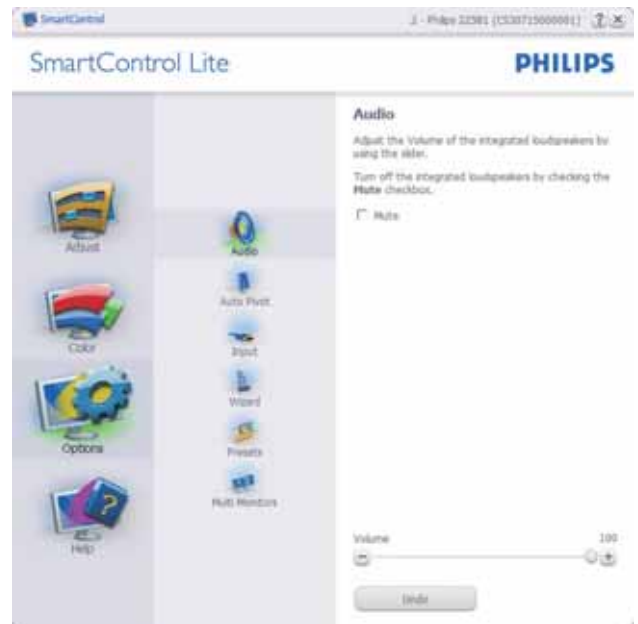 SmartControl
SmartControl Lite
PHILIPS
Adjust
Color
Options
Help
Audio
Auto Pivot
Input
Wizard
Presets
Multi Monitors
Audio
Adjust the Volume of the integrated loudspeakers by
using the slider.
Turn off the integrated loudspeakers by checking the
Mute checkbox.
Mute
Volume 100
Undo